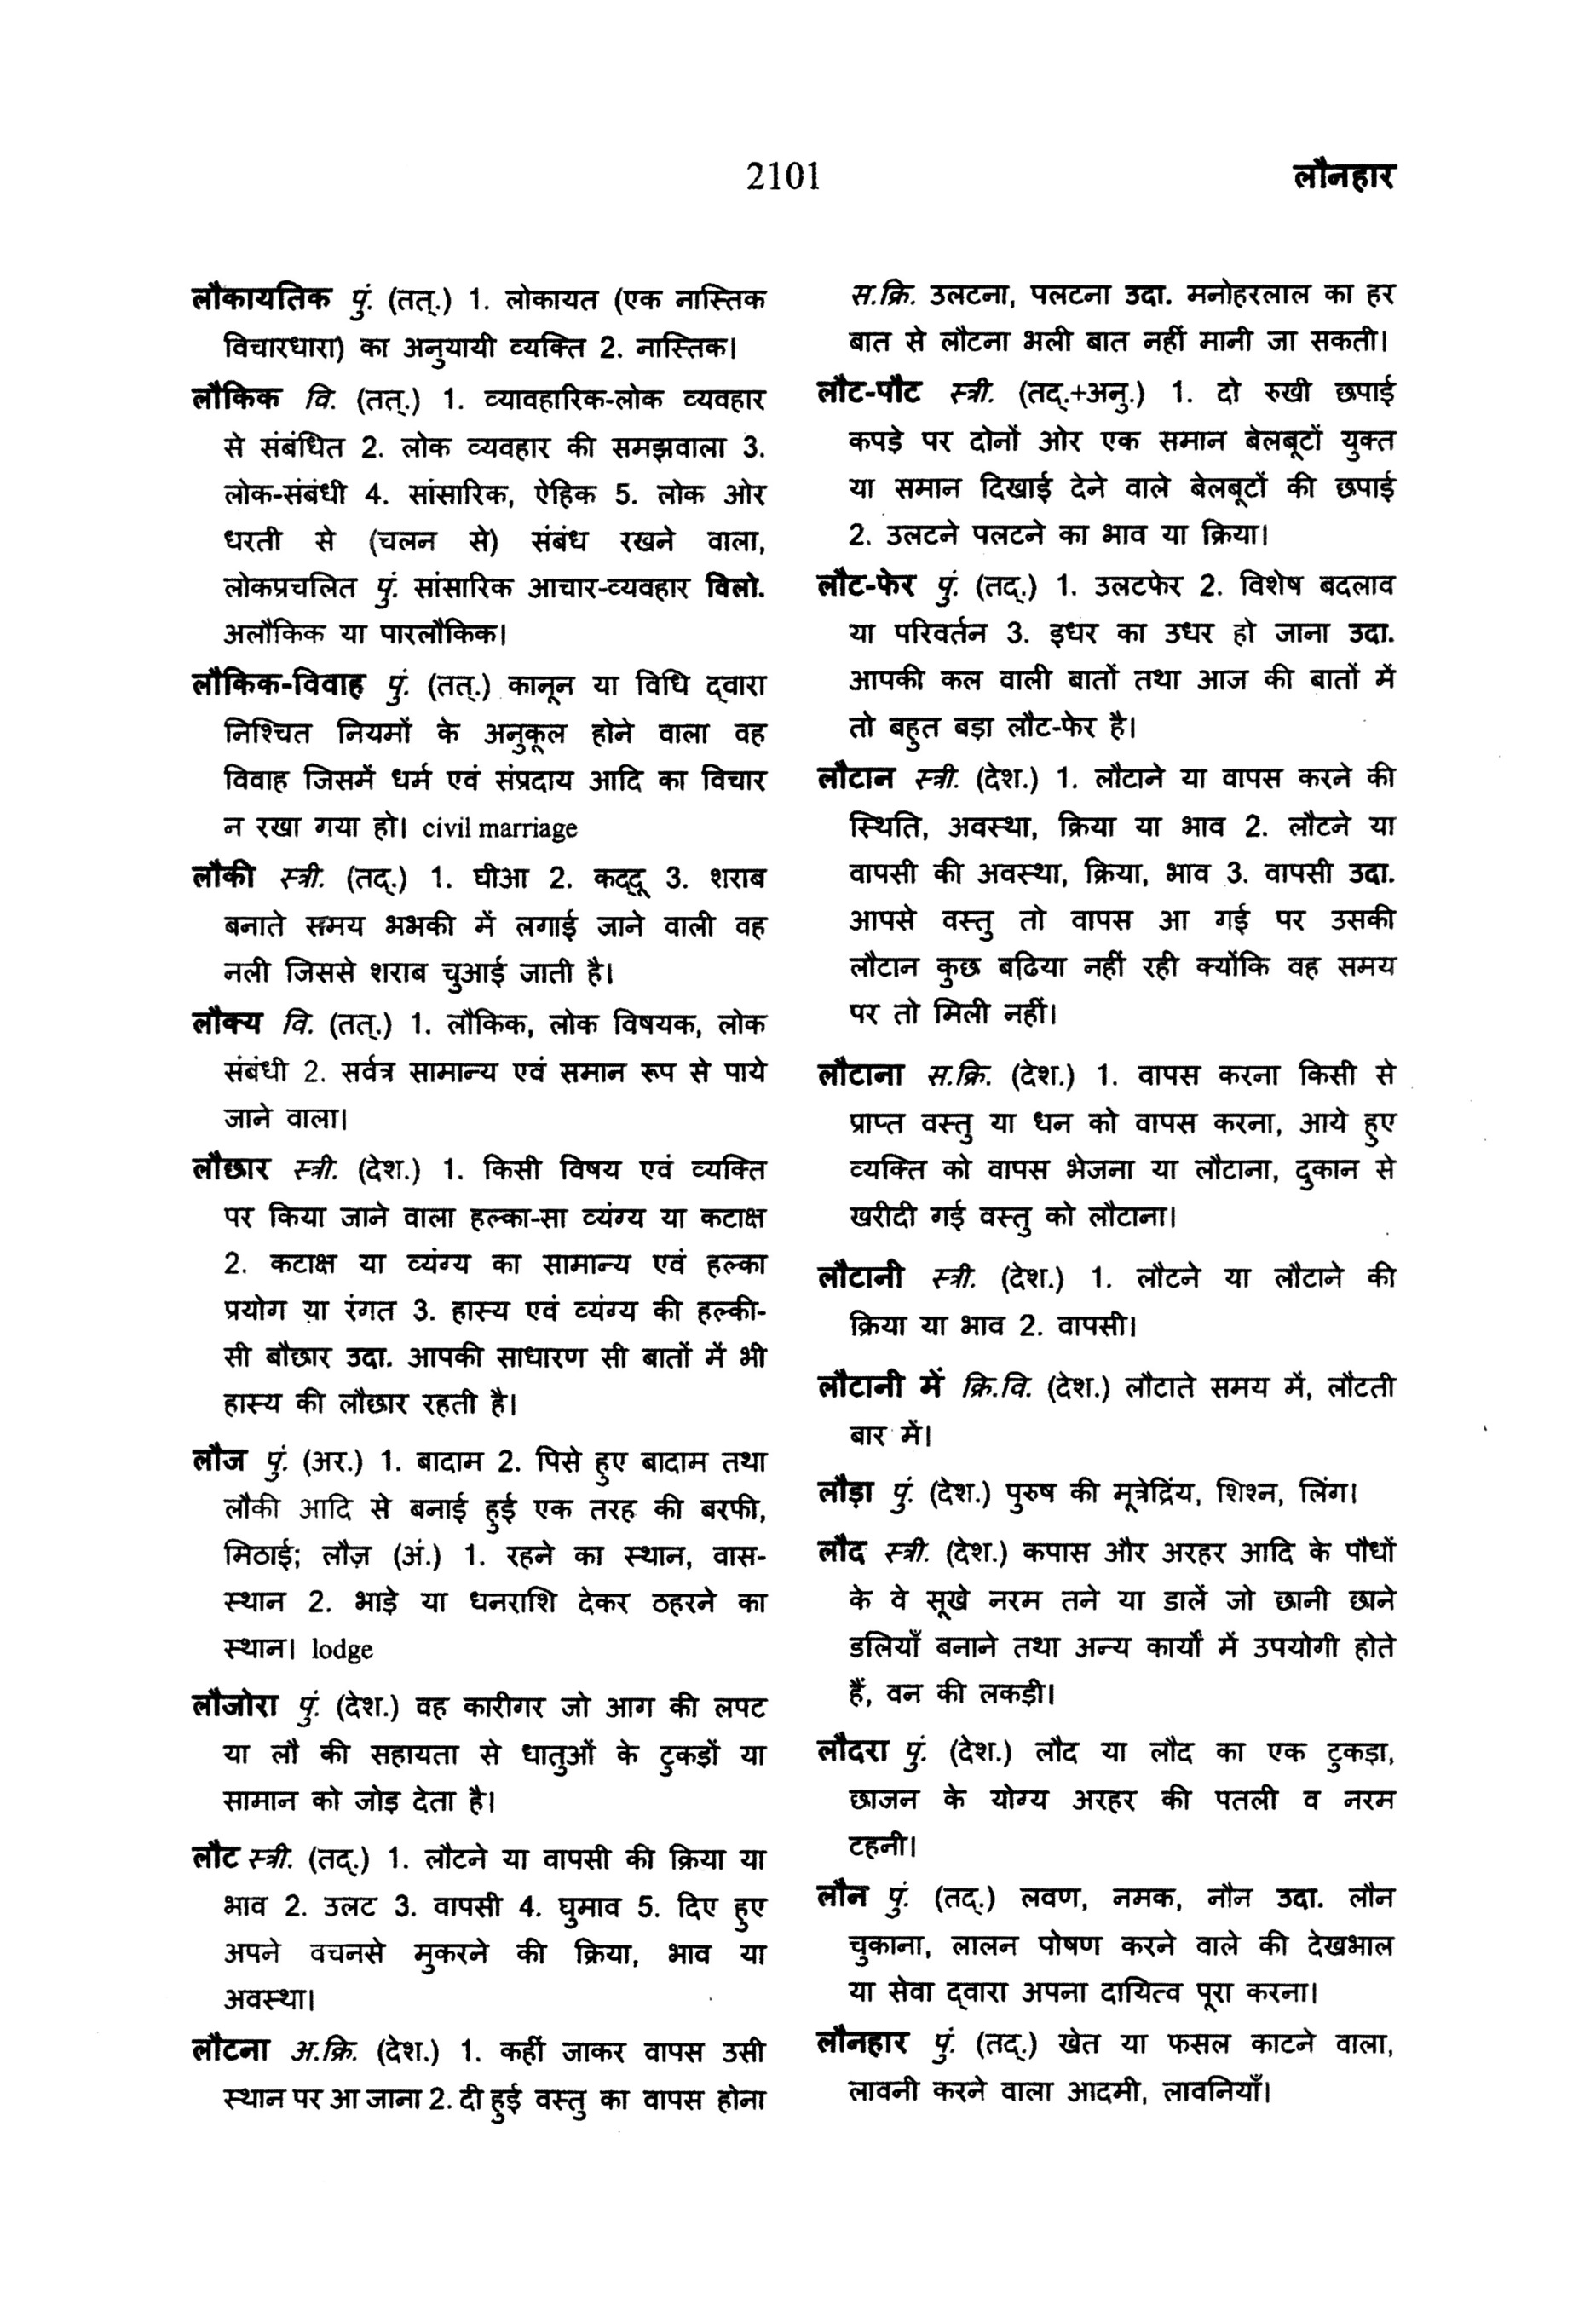 2101
लौनहार
लौकायतिक पुं. (तत्.) 1. लोकायत (एक नास्तिक
विचारधारा) का अनुयायी व्यक्ति 2. नास्तिक।
लौकिक वि. (तत्.) 1. व्यावहारिक-लोक व्यवहार
से संबंधित 2. लोक व्यवहार की समझवाला 3.
लोक-संबंधी 4. सांसारिक, ऐहिक 5. लोक ओर
धरती से (चलन से) संबंध रखने वाला,
लोकप्रचलित पुं. सांसारिक आचार-व्यवहार विलो.
अलौकिक या पारलौकिक।
लौकिक-विवाह पुं. (तत्.) कानून या विधि द्वारा
निश्चित नियमों के अनुकूल होने वाला वह
विवाह जिसमें धर्म एवं संप्रदाय आदि का विचार
न रखा गया हो। civil marriage
लौकी स्त्री. (तद्.) 1. घीआ 2. कद्दू 3. शराब
बनाते समय भभकी में लगाई जाने वाली वह
नली जिससे शराब चुआई जाती है।
लौक्य वि. (तत्.) 1. लौकिक, लोक विषयक, लोक
संबंधी 2. सर्वत्र सामान्य एवं समान रूप से पाये
जाने वाला।
लौछार स्त्री. (देश.) 1. किसी विषय एवं व्यक्ति
पर किया जाने वाला हल्का-सा व्यंग्य या कटाक्ष
2. कटाक्ष या व्यंग्य का सामान्य एवं हल्का
प्रयोग या रंगत 3. हास्य एवं व्यंग्य की हल्की-
सी बौछार उदा. आपकी साधारण सी बातों में भी
हास्य की लौछार रहती है।
लौज पुं. (अर.) 1. बादाम 2. पिसे हुए बादाम तथा
लौकी आदि से बनाई हुई एक तरह की बरफी,
मिठाई; लौज़ (अं.) 1. रहने का स्थान, वास-
स्थान 2. भाड़े या धनराशि देकर ठहरने का
स्थान। lodge
लौजोरा पुं. (देश.) वह कारीगर जो आग की लपट
या लौ की सहायता से धातुओं के टुकड़ों या
सामान को जोड़ देता है।
लौट स्त्री. (तद्.) 1. लौटने या वापसी की क्रिया या
भाव 2. उलट 3. वापसी 4. घुमाव 5. दिए हुए
अपने वचनसे मुकरने की क्रिया, भाव या
अवस्था।
लौटना अ.क्रि. (देश.) 1. कहीं जाकर वापस उसी
स्थान पर आ जाना 2. दी हुई वस्तु का वापस होना
स.क्रि. उलटना, पलटना उदा. मनोहरलाल का हर
बात से लौटना भली बात नहीं मानी जा सकती।
लौट-पौट स्त्री. (तद्.+अनु.) 1. दो रुखी छपाई
कपड़े पर दोनों ओर एक समान बेलबूटों युक्त
या समान दिखाई देने वाले बेलबूटों की छपाई
2. उलटने पलटने का भाव या क्रिया।
लौट-फेर पुं. (तद्.) 1. उलटफेर 2. विशेष बदलाव
या परिवर्तन 3. इधर का उधर हो जाना उदा.
आपकी कल वाली बातों तथा आज की बातों में
तो बहुत बड़ा लौट-फेर है।
लौटान स्त्री. (देश.) 1. लौटाने या वापस करने की
स्थिति, अवस्था, क्रिया या भाव 2. लौटने या
वापसी की अवस्था, क्रिया, भाव 3. वापसी उदा.
आपसे वस्तु तो वापस आ गई पर उसकी
लौटान कुछ बढिया नहीं रही क्योंकि वह समय
पर तो मिली नहीं।
लौटाना स.क्रि. (देश.) 1. वापस करना किसी से
प्राप्त वस्तु या धन को वापस करना, आये हुए
व्यक्ति को वापस भेजना या लौटाना, दुकान से
खरीदी गई वस्तु को लौटाना।
लौटानी स्त्री. (देश.) 1. लौटने या लौटाने की
क्रिया या भाव 2. वापसी।
लौटानी में क्रि.वि. (देश.) लौटाते समय में, लौटती
बार में।
लौड़ा पुं. (देश.) पुरुष की मूत्रेद्रिंय, शिश्न, लिंग।
लौद स्त्री. (देश.) कपास और अरहर आदि के पौधों
के वे सूखे नरम तने या डालें जो छानी छाने
डलियाँ बनाने तथा अन्य कार्यों में उपयोगी होते
हैं, वन की लकड़ी।
लौदरा पुं. (देश.) लौद या लौद का एक टुकड़ा,
छाजन के योग्य अरहर की पतली व नरम
टहनी।
लौन पुं. (तद्.) लवण, नमक, नौन उदा. लौन
चुकाना, लालन पोषण करने वाले की देखभाल
या सेवा द्वारा अपना दायित्व पूरा करना।
लौनहार पुं. (तद्.) खेत या फसल काटने वाला,
लावनी करने वाला आदमी, लावनियाँ।